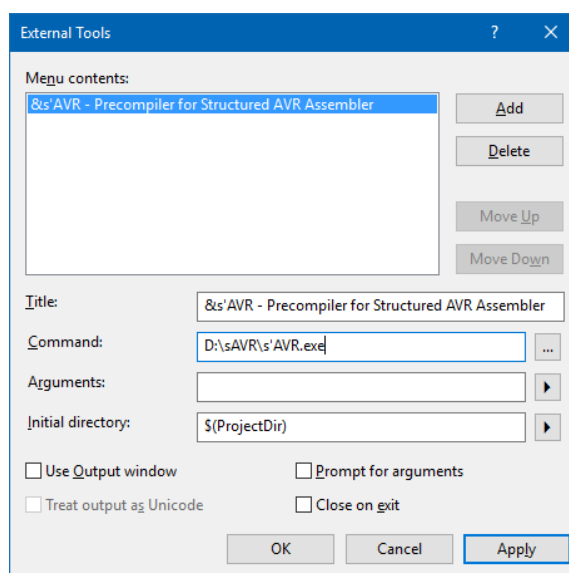 External Tools
?
Menu contents:
&s'AVR - Precompiler for Structured AVR Assembler
Add
Delete
Move Up
Move Down
Title:
&s'AVR - Precompiler for Structured AVR Assembler
Command:
D:\sAVR\s'AVR.exe
...
Arguments:
Initial directory:
$(ProjectDir)
Use Output window
Prompt for arguments
Treat output as Unicode
Close on exit
OK
Cancel
Apply